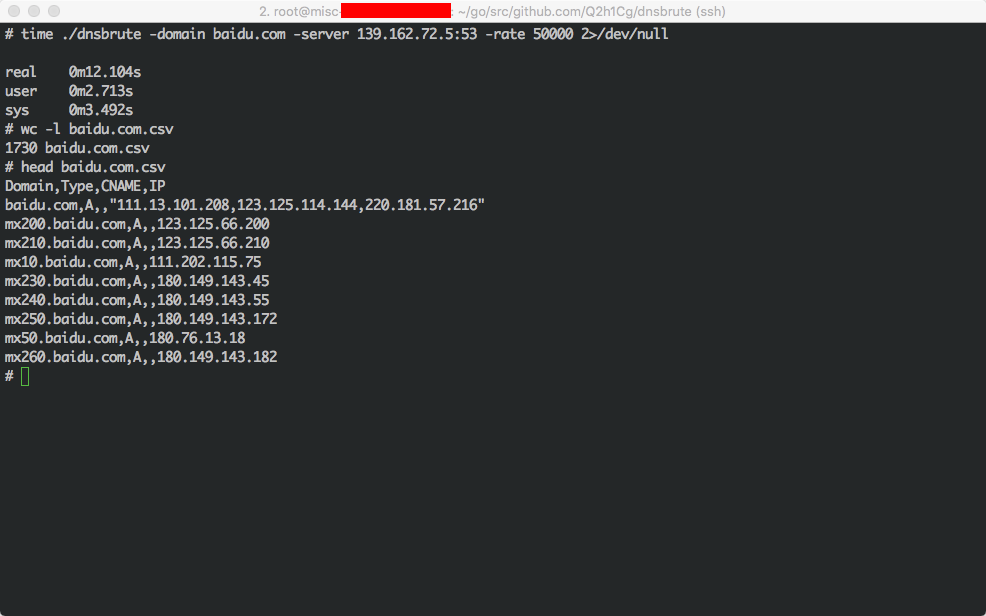 2. root@misc- : ~/go/src/github.com/Q2h1Cg/dnsbrute (ssh)
# time ./dnsbrute -domain baidu.com -server 139.162.72.5:53 -rate 50000 2>/dev/null
real 0m12.104s
user 0m2.713s
sys 0m3.492s
# wc -l baidu.com.csv
1730 baidu.com.csv
# head baidu.com.csv
Domain,Type,CNAME,IP
baidu.com,A,,"111.13.101.208,123.125.114.144,220.181.57.216"
mx200.baidu.com,A,,123.125.66.200
mx210.baidu.com,A,,123.125.66.210
mx10.baidu.com,A,,111.202.115.75
mx230.baidu.com,A,,180.149.143.45
mx240.baidu.com,A,,180.149.143.55
mx250.baidu.com,A,,180.149.143.172
mx50.baidu.com,A,,180.76.13.18
mx260.baidu.com,A,,180.149.143.182
#